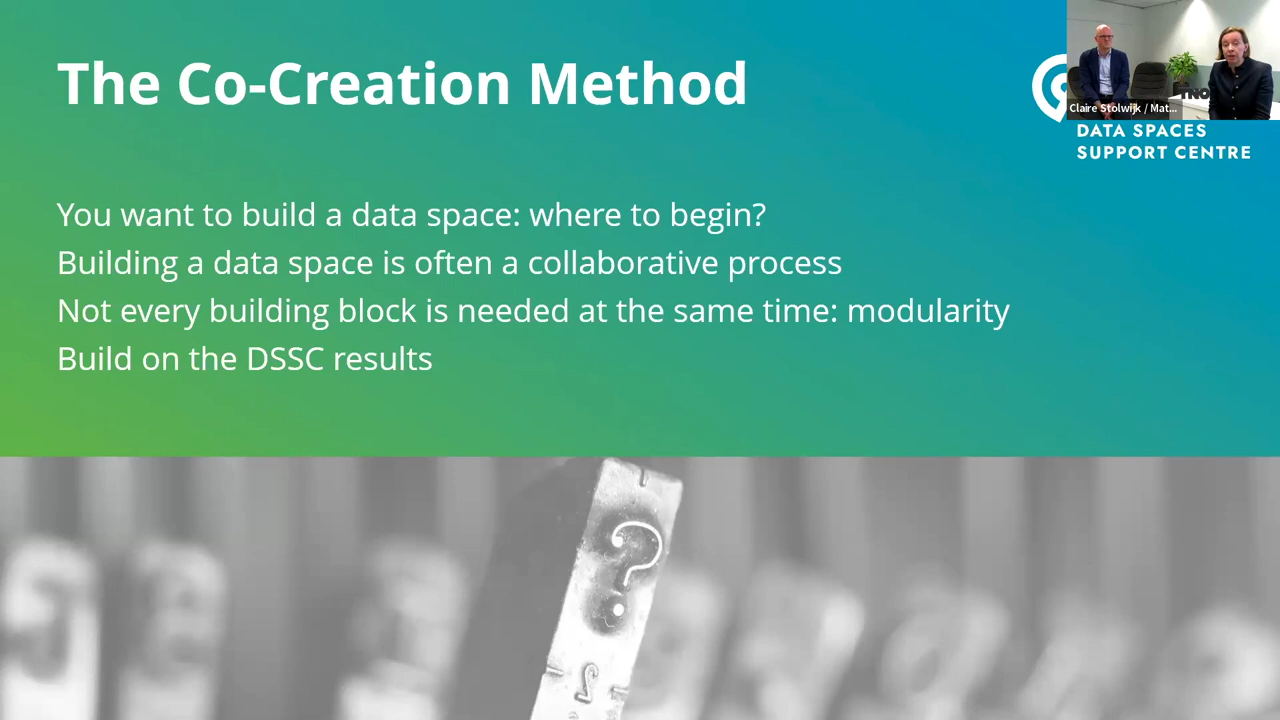 The Co-Creation Method
TNO
Claire Stolwijk / Mat...
DATA SPACES
SUPPORT CENTRE
You want to build a data space: where to begin?
Building a data space is often a collaborative process
Not every building block is needed at the same time: modularity
Build on the DSSC results
?
2